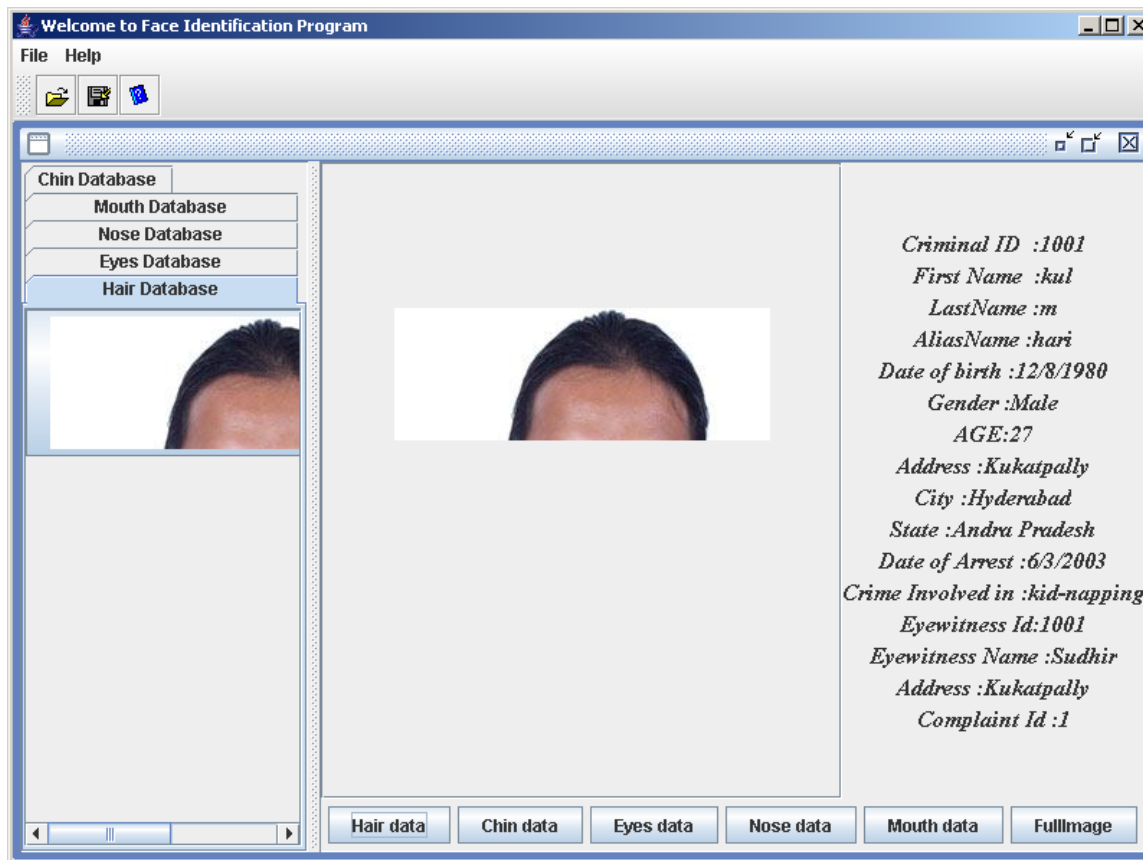 Welcome to Face Identification Program
File Help
Chin Database
Mouth Database
Nose Database
Eyes Database
Hair Database
Criminal ID :1001
First Name :kul
LastName :m
AliasName :hari
Date of birth :12/8/1980
Gender :Male
AGE:27
Address :Kukatpally
City :Hyderabad
State :Andra Pradesh
Date of Arrest :6/3/2003
Crime Involved in :kid-napping
Eyewitness Id:1001
Eyewitness Name :Sudhir
Address :Kukatpally
Complaint Id :1
Hair data Chin data Eyes data Nose data Mouth data FullImage